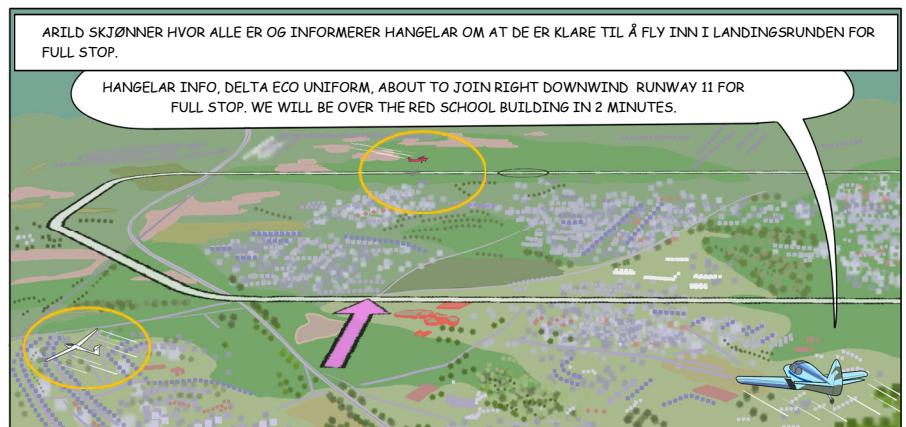 ARILD SKJØNNER HVOR ALLE ER OG INFORMERER HANGELAR OM AT DE ER KLARE TIL Å FLY INN I LANDINGSRUNDEN FOR
FULL STOP.
HANGELAR INFO, DELTA ECO UNIFORM, ABOUT TO JOIN RIGHT DOWNWIND RUNWAY 11 FOR
FULL STOP. WE WILL BE OVER THE RED SCHOOL BUILDING IN 2 MINUTES.